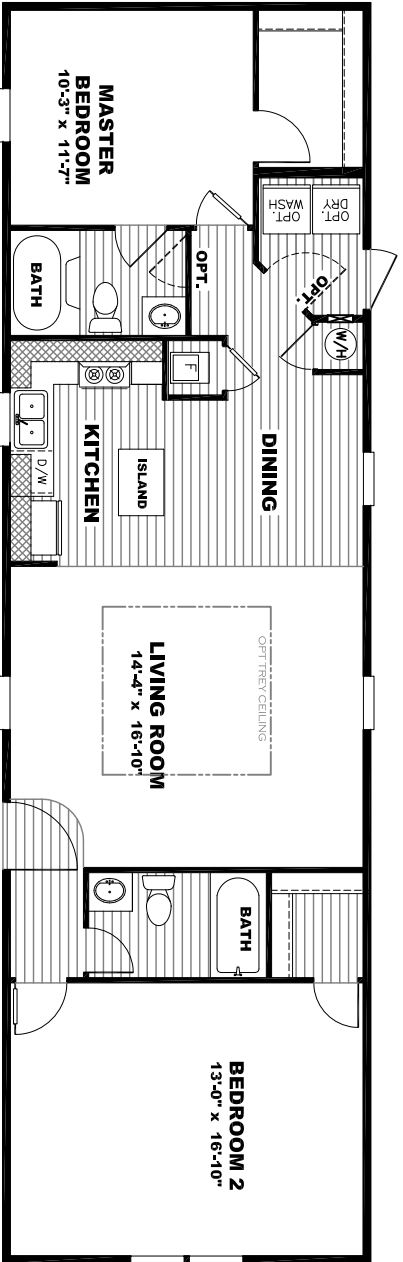 MASTER
BEDROOM
10'-3" x 11'-7"
OPT.
WASH
OPT.
DRY
OPT.
OPT.
BATH
W/H
F
KITCHEN
D/W
ISLAND
DINING
LIVING ROOM
14'-4" x 16'-10"
OPT TREY CEILING
BATH
BEDROOM 2
13'-0" x 16'-10"